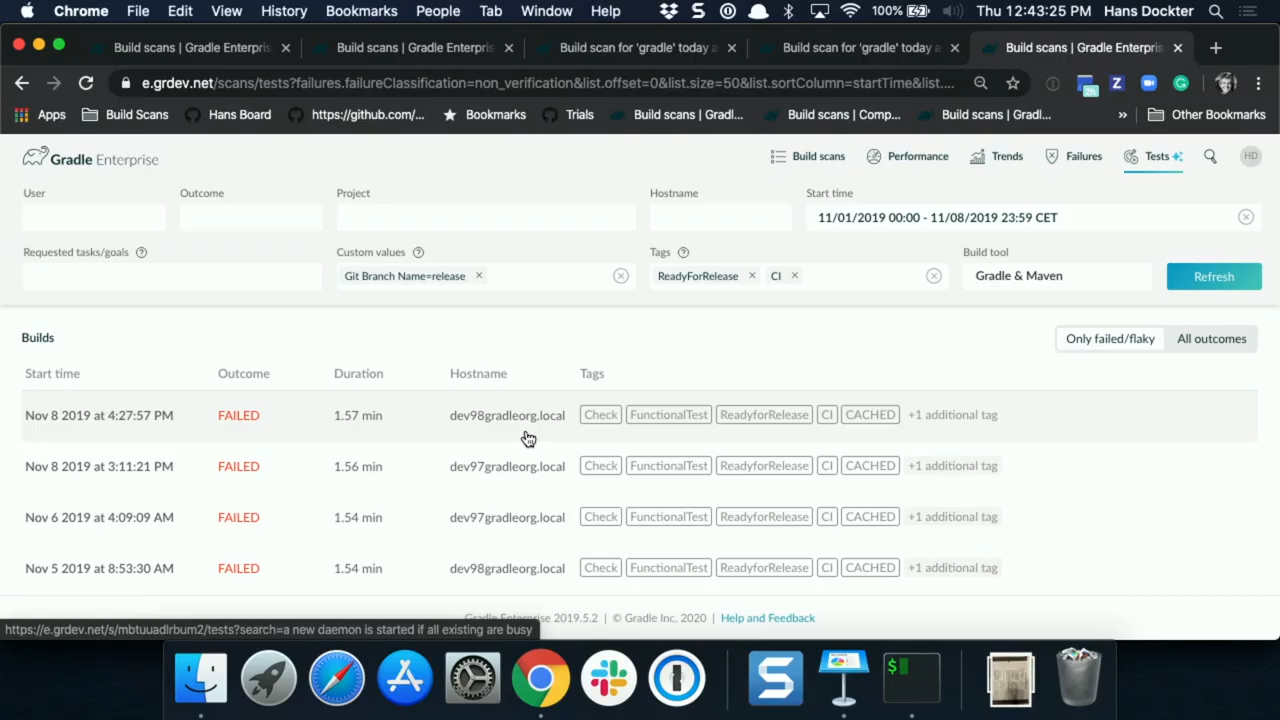 Chrome File Edit View History Bookmarks People Tab Window Help 100% Thu 12:43:25 PM Hans Dockter
Build scans | Gradle Enterpris Build scans | Gradle Enterpris Build scan for 'gradle' today a Build scan for 'gradle' today a Build scans | Gradle Enterpris
e.grdev.net/scans/tests?failures.failureClassification=non_verification&list.offset=0&list.size=50&list.sortColumn=startTime&list....
Apps Build Scans Hans Board https://github.com/... Bookmarks Trials Build scans | Gradl... Build scans | Comp... Build scans | Gradl... » Other Bookmarks
Gradle Enterprise Build scans Performance Trends Failures Tests HD
User Outcome Project Hostname Start time
11/01/2019 00:00 - 11/08/2019 23:59 CET
Requested tasks/goals Custom values Tags Build tool
Git Branch Name=release ReadyForRelease CI Gradle & Maven Refresh
Builds Only failed/flaky All outcomes
Start time Outcome Duration Hostname Tags
Nov 8 2019 at 4:27:57 PM FAILED 1.57 min dev98gradleorg.local Check FunctionalTest ReadyforRelease CI CACHED +1 additional tag
Nov 8 2019 at 3:11:21 PM FAILED 1.56 min dev97gradleorg.local Check FunctionalTest ReadyforRelease CI CACHED +1 additional tag
Nov 6 2019 at 4:09:09 AM FAILED 1.54 min dev97gradleorg.local Check FunctionalTest ReadyforRelease CI CACHED +1 additional tag
Nov 5 2019 at 8:53:30 AM FAILED 1.54 min dev98gradleorg.local Check FunctionalTest ReadyforRelease CI CACHED +1 additional tag
Gradle Enterprise 2019.5.2 | © Gradle Inc. 2020 | Help and Feedback
https://e.grdev.net/s/mbtuuadlrbum2/tests?search=a new daemon is started if all existing are busy